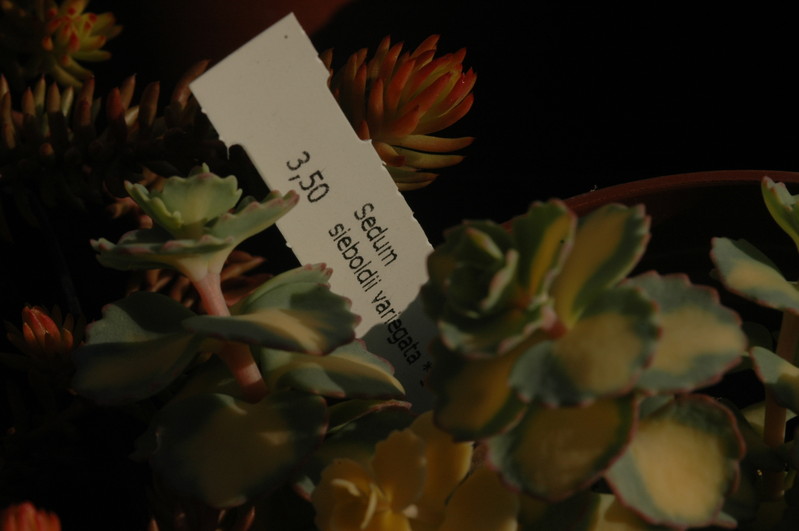 3,50
Sedum
sieboldii variegata *